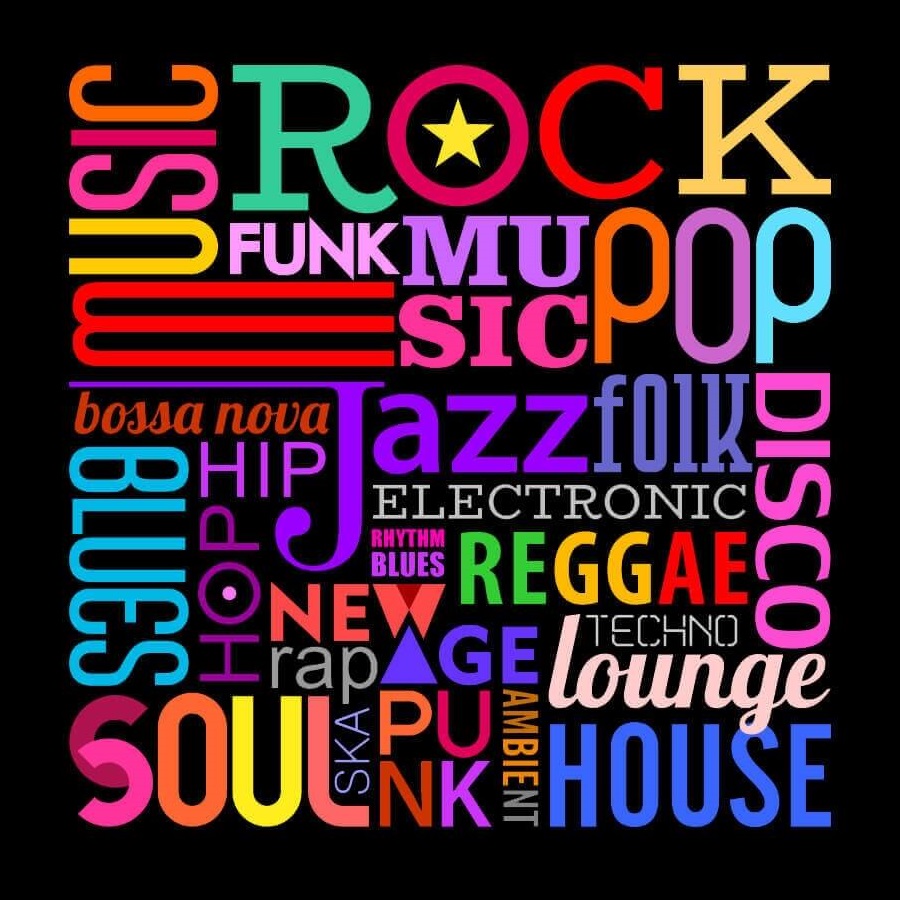 MUSIC
ROCK
FUNK
MU
SIC
POP
bossa nova
Jazz
folk
DISCO
BLUES
HIP
HOP
ELECTRONIC
RHYTHM
BLUES
REGGAE
NEW
AGE
rap
TECHNO
lounge
SOUL
SKA
PUNK
AMBIENT
HOUSE